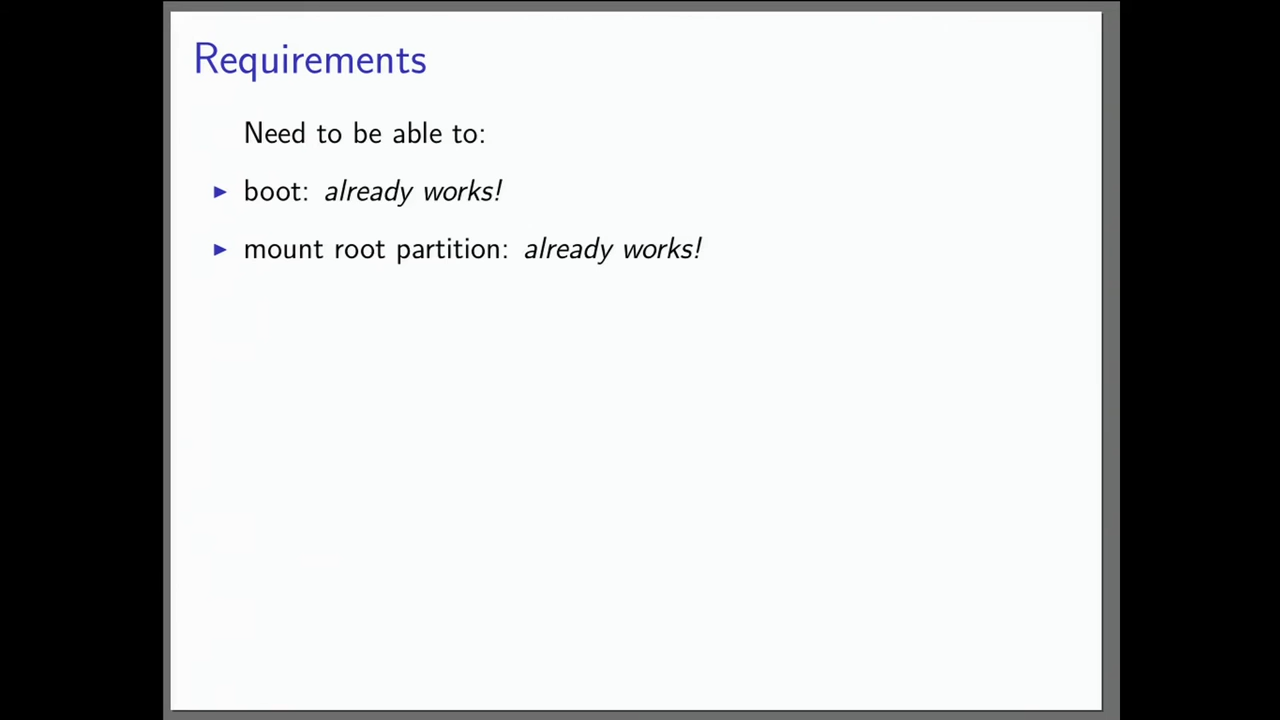 Requirements
Need to be able to:
boot: already works!
mount root partition: already works!